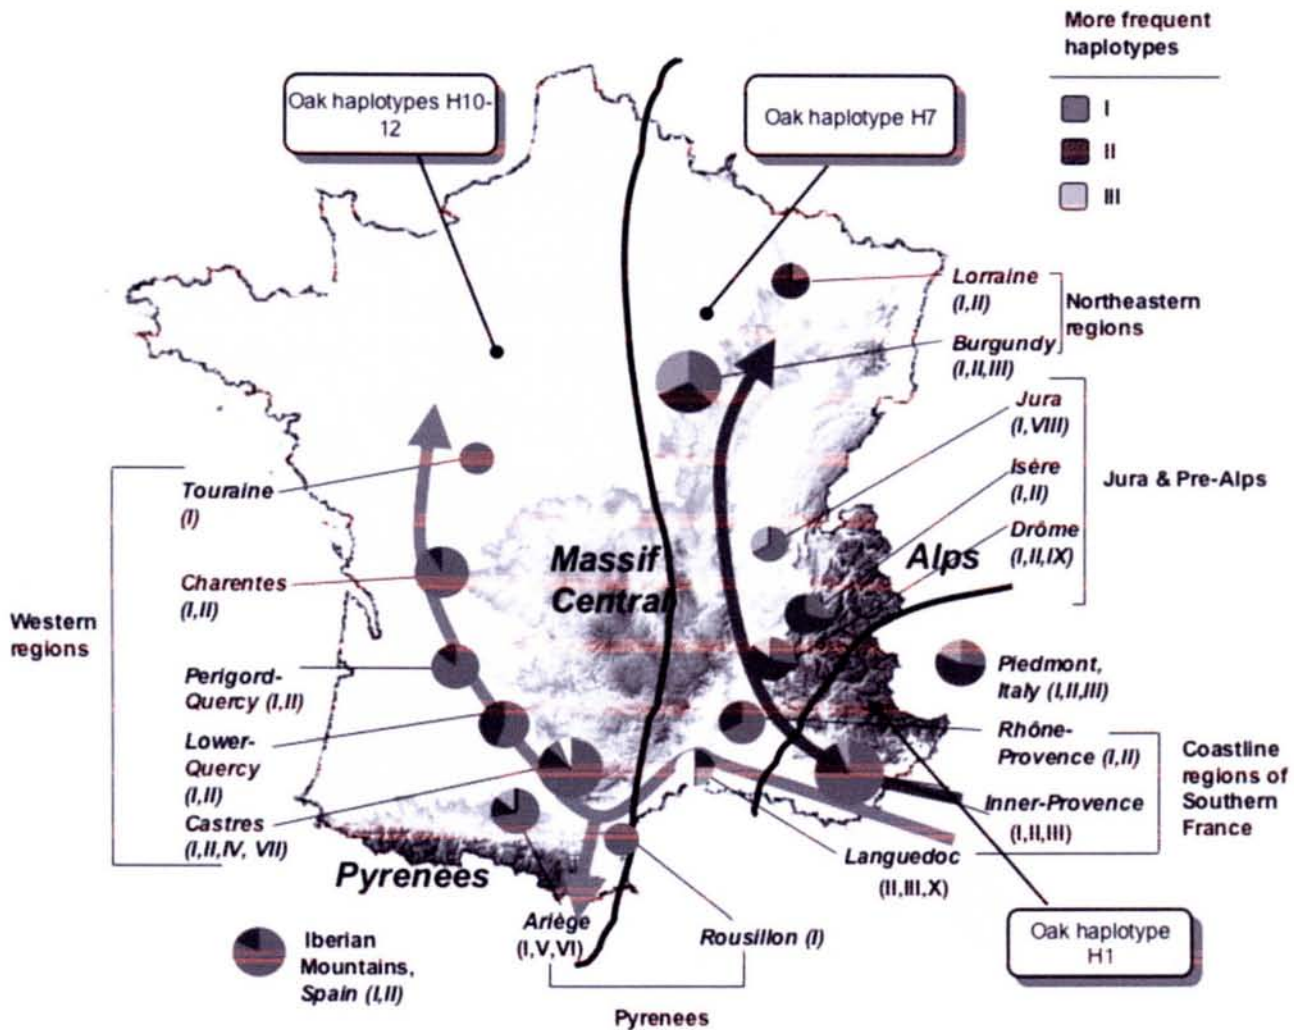 More frequent
haplotypes
I
II
III
Oak haplotypes H10-
12
Oak haplotype H7
Lorraine
(I,II)
Northeastern
regions
Burgundy
(I,II,III)
Jura
(I,VIII)
Isère
(I,II)
Drôme
(I,II,IX)
Jura & Pre-Alps
Alps
Massif
Central
Touraine
(I)
Charentes
(I,II)
Western
regions
Perigord-
Quercy (I,II)
Lower-
Quercy
(I,II)
Castres
(I,II,IV, VII)
Piedmont,
Italy (I,II,III)
Rhône-
Provence (I,II)
Inner-Provence
(I,II,III)
Coastline
regions of
Southern
France
Languedoc
(II,III,X)
Pyrenees
Ariège
(I,V,VI)
Rousillon (I)
Oak haplotype
H1
Iberian
Mountains,
Spain (I,II)
Pyrenees